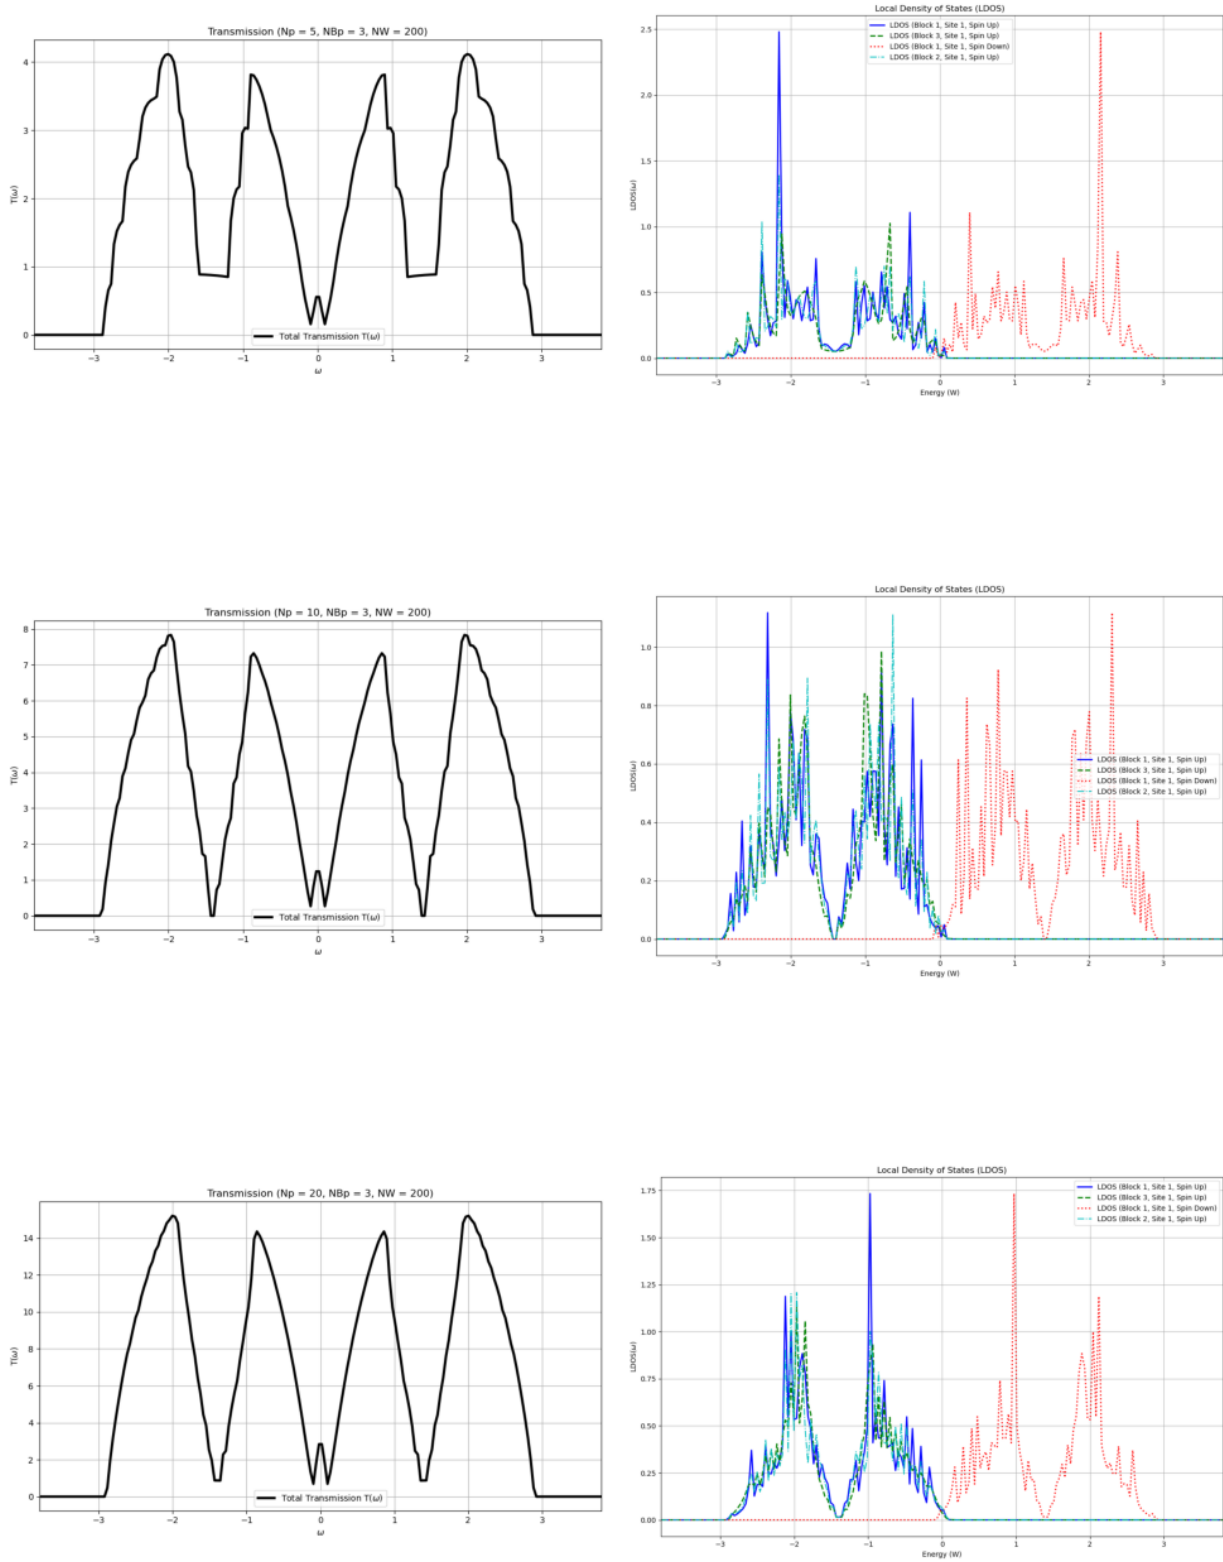 Transmission (Np = 5, NBp = 3, NW = 200)
T(ω)
4
3
2
1
0
−3
−2
−1
0
1
2
3
Total Transmission T(ω)
ω
Local Density of States (LDOS)
LDOS (Block 1, Site 1, Spin Up)
LDOS (Block 3, Site 1, Spin Up)
LDOS (Block 1, Site 1, Spin Down)
LDOS (Block 2, Site 1, Spin Up)
LDOS(ω)
2.5
2.0
1.5
1.0
0.5
0.0
−3
−2
−1
0
1
2
3
Energy (W)
Transmission (Np = 10, NBp = 3, NW = 200)
T(ω)
8
7
6
5
4
3
2
1
0
−3
−2
−1
0
1
2
3
Total Transmission T(ω)
ω
Local Density of States (LDOS)
LDOS(ω)
1.0
0.8
0.6
0.4
0.2
0.0
LDOS (Block 1, Site 1, Spin Up)
LDOS (Block 3, Site 1, Spin Up)
LDOS (Block 1, Site 1, Spin Down)
LDOS (Block 2, Site 1, Spin Up)
−3
−2
−1
0
1
2
3
Energy (W)
Transmission (Np = 20, NBp = 3, NW = 200)
T(ω)
14
12
10
8
6
4
2
0
−3
−2
−1
0
1
2
3
Total Transmission T(ω)
ω
Local Density of States (LDOS)
LDOS (Block 1, Site 1, Spin Up)
LDOS (Block 3, Site 1, Spin Up)
LDOS (Block 1, Site 1, Spin Down)
LDOS (Block 2, Site 1, Spin Up)
LDOS(ω)
1.75
1.50
1.25
1.00
0.75
0.50
0.25
0.00
−3
−2
−1
0
1
2
3
Energy (W)